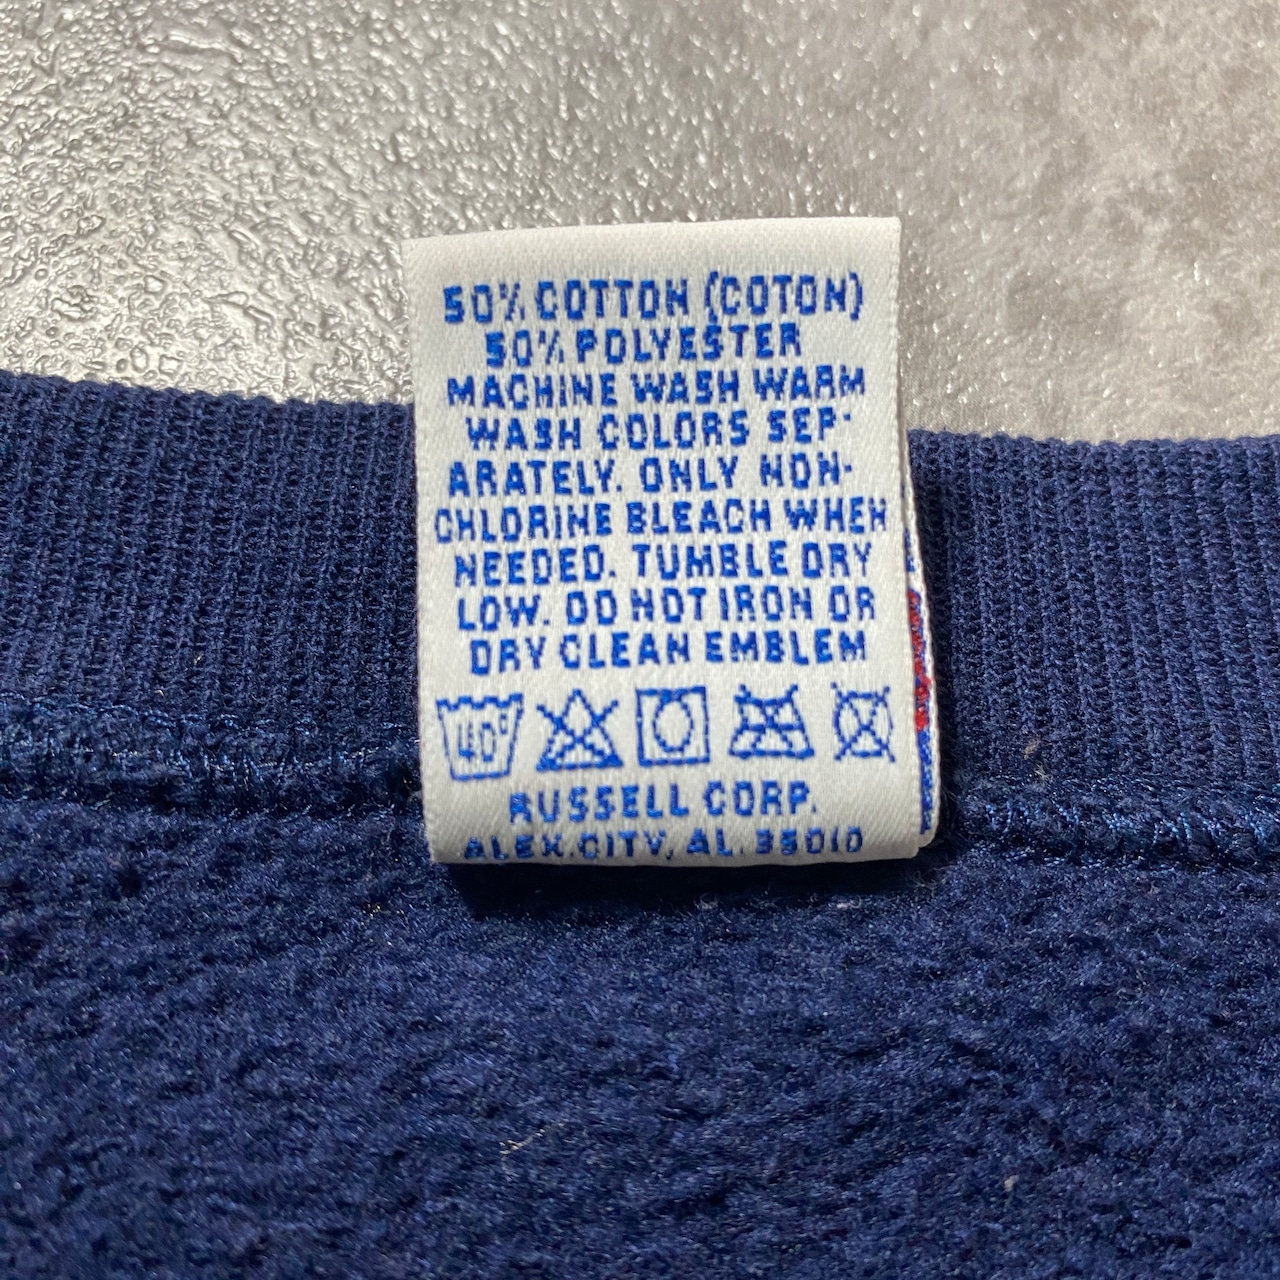 50% COTTON (COTON)
50% POLYESTER
MACHINE WASH WARM
WASH COLORS SEP-
ARATELY. ONLY NON-
CHLORINE BLEACH WHEN
NEEDED. TUMBLE DRY
LOW. DO NOT IRON OR
DRY CLEAN EMBLEM
40°
RUSSELL CORP.
ALEX.CITY, AL. 35010